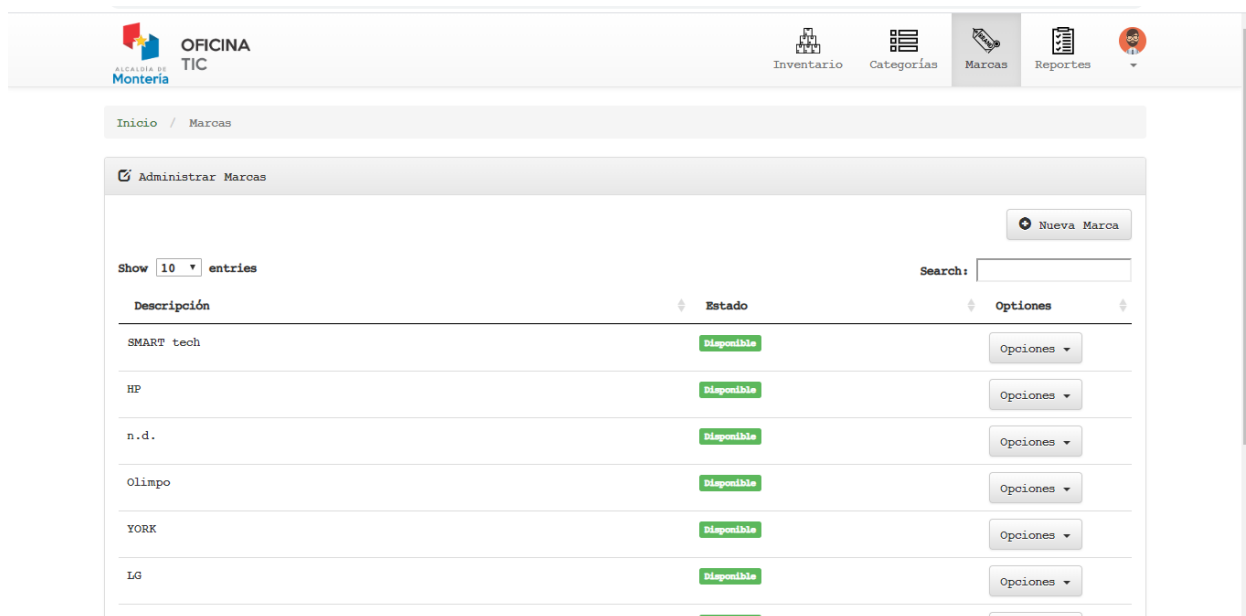 OFICINA
TIC
ALCALDÍA DE
Montería
Inventario
Categorías
Marcas
Reportes
BRAND
Inicio / Marcas
Administrar Marcas
Nueva Marca
Show 10 entries
Search:
Descripción Estado Optiones
SMART tech Disponible Opciones
HP Disponible Opciones
n.d. Disponible Opciones
Olimpo Disponible Opciones
YORK Disponible Opciones
LG Disponible Opciones